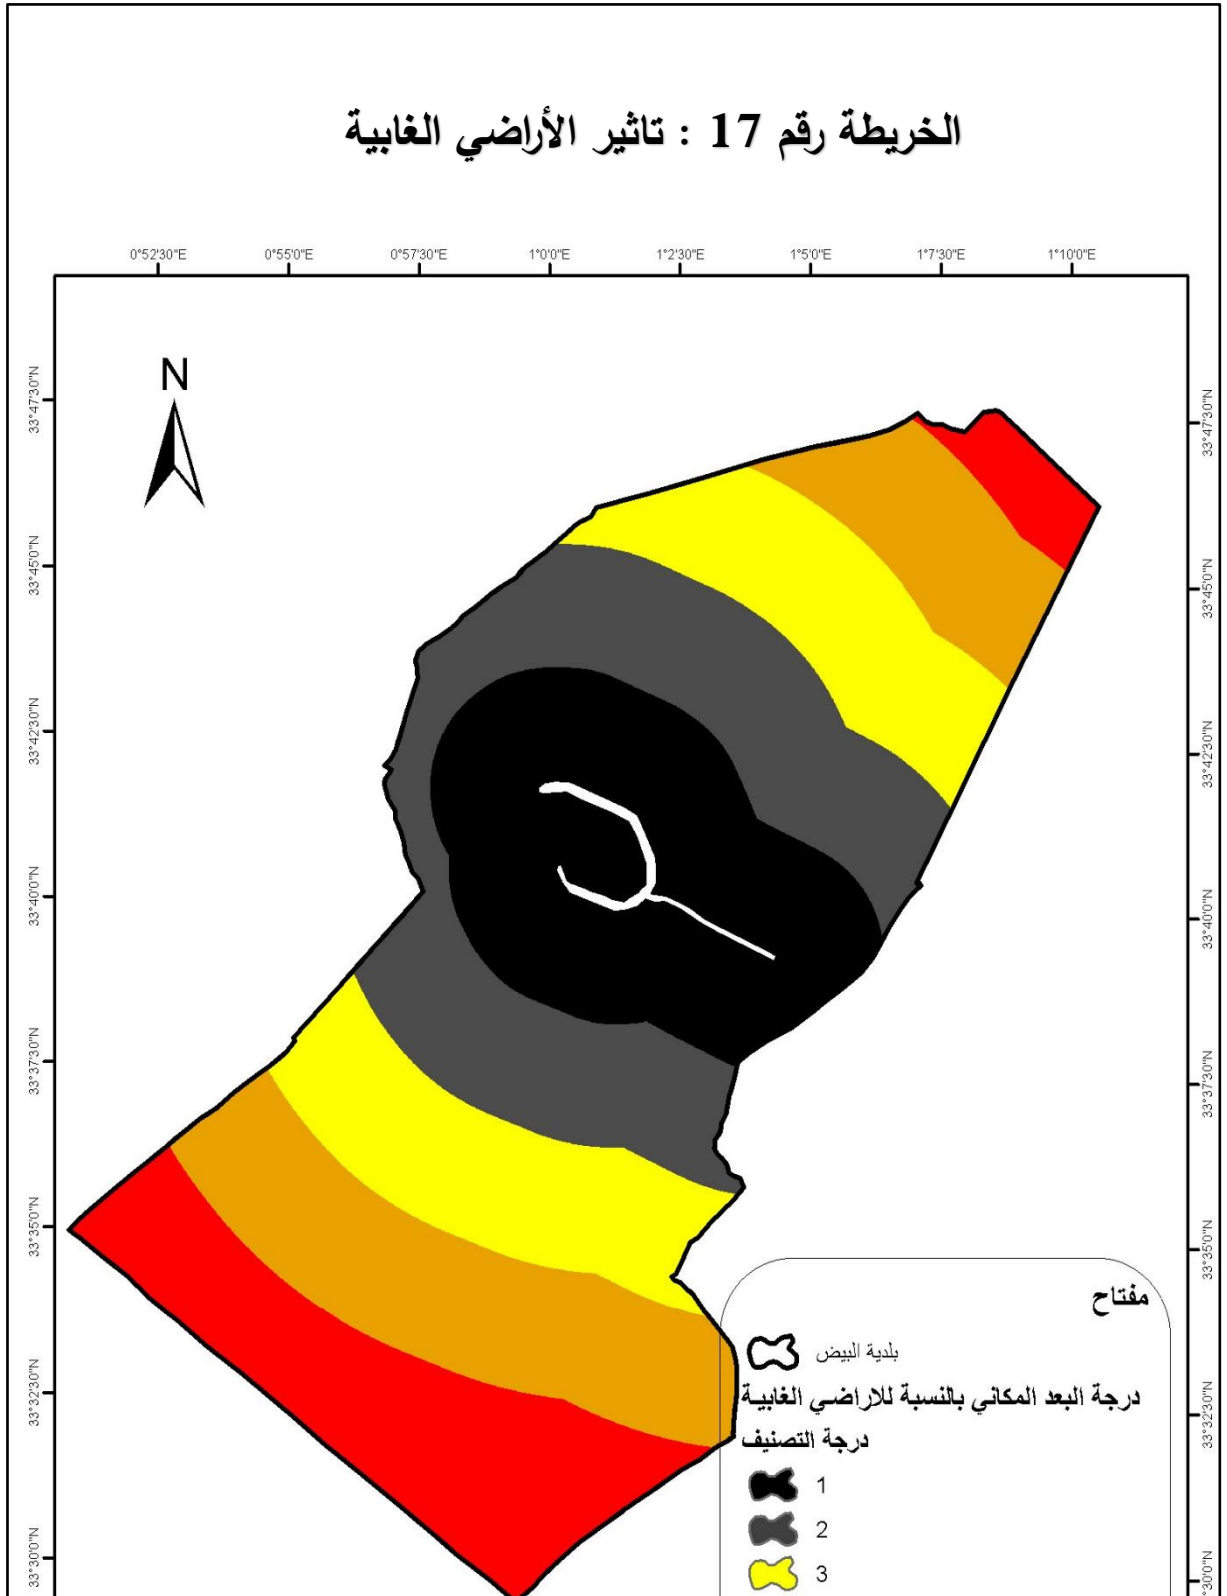 الخريطة رقم 17 : تاثير الأراضي الغابية
0°52'30"E 0°55'0"E 0°57'30"E 1°0'0"E 1°2'30"E 1°5'0"E 1°7'30"E 1°10'0"E
N
33°47'30"N
33°45'0"N
33°42'30"N
33°40'0"N
33°37'30"N
33°35'0"N
33°32'30"N
33°30'0"N
33°47'30"N
33°45'0"N
33°42'30"N
33°40'0"N
33°37'30"N
33°35'0"N
33°32'30"N
30'0"N
مفتاح
بلدية البيض
درجة البعد المكاني بالنسبة للاراضي الغابية
درجة التصنيف
1
2
3